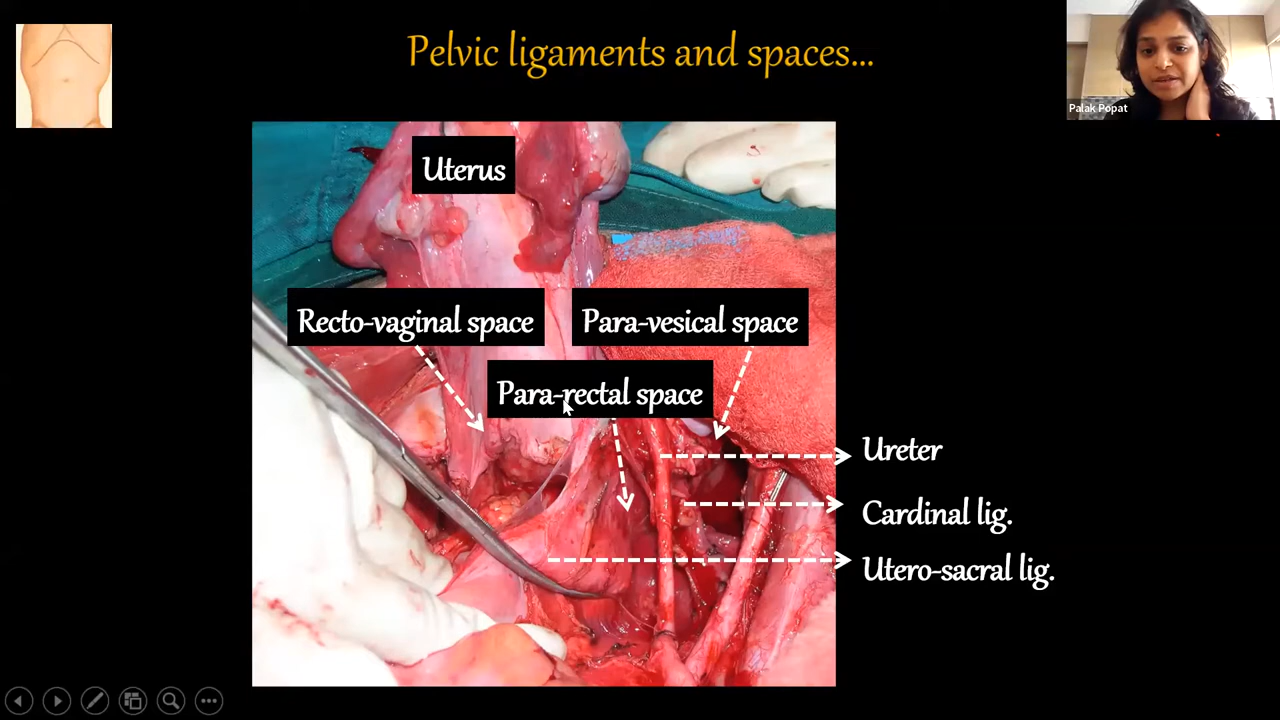 Pelvic ligaments and spaces...
Palak Popat
Uterus
Recto-vaginal space
Para-vesical space
Para-rectal space
Ureter
Cardinal lig.
Utero-sacral lig.